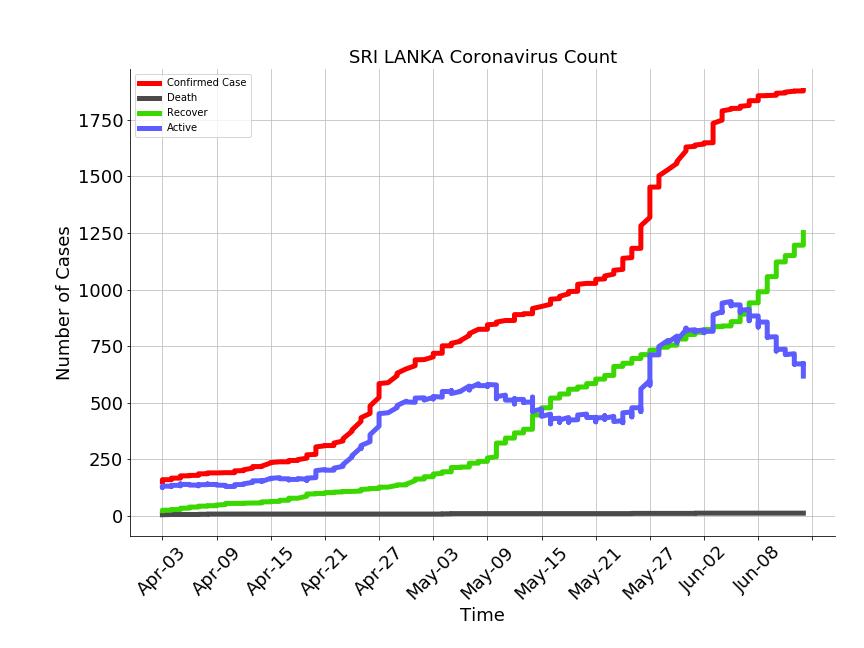 SRI LANKA Coronavirus Count
Confirmed Case
Death
Recover
Active
Number of Cases
1750
1500
1250
1000
750
500
250
0
Apr-03
Apr-09
Apr-15
Apr-21
Apr-27
May-03
May-09
May-15
May-21
May-27
Jun-02
Jun-08
Time